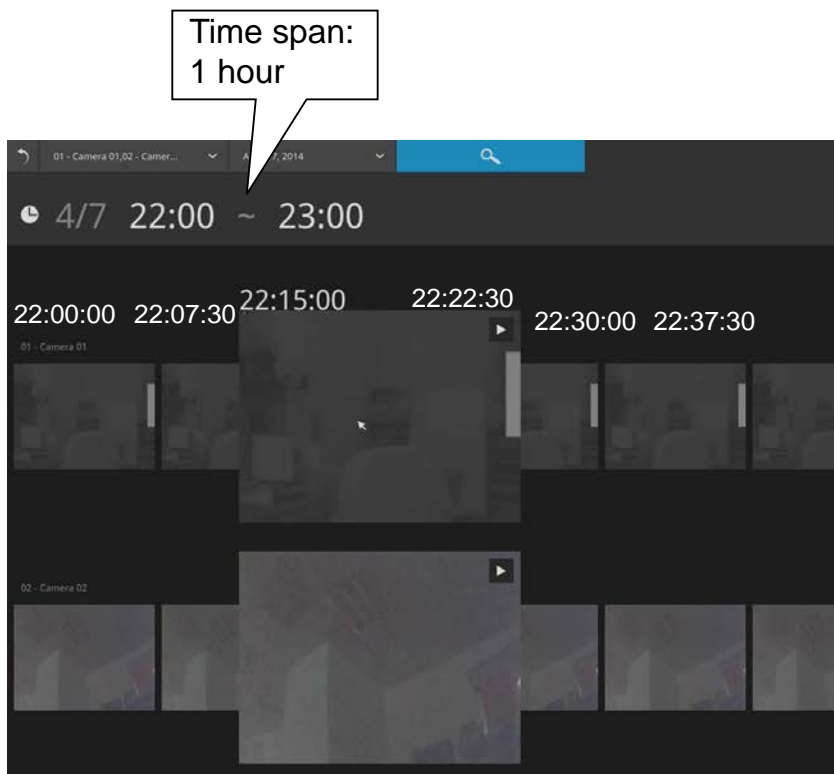 Time span:
1 hour
01 - Camera 01,02 - Camer...
7, 2014
4/7 22:00 ~ 23:00
22:00:00 22:07:30 22:15:00 22:22:30 22:30:00 22:37:30
01 - Camera 01
02 - Camera 02